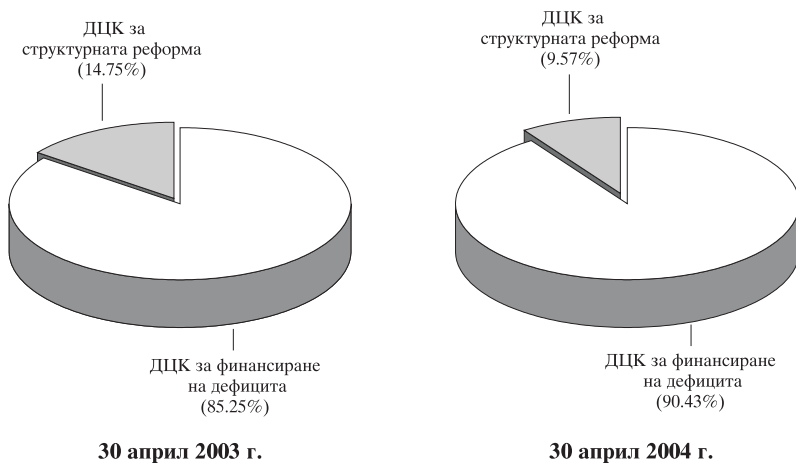 ДЦК за
структурната реформа
(14.75%)
ДЦК за финансиране
на дефицита
(85.25%)
30 април 2003 г.
ДЦК за
структурната реформа
(9.57%)
ДЦК за финансиране
на дефицита
(90.43%)
30 април 2004 г.